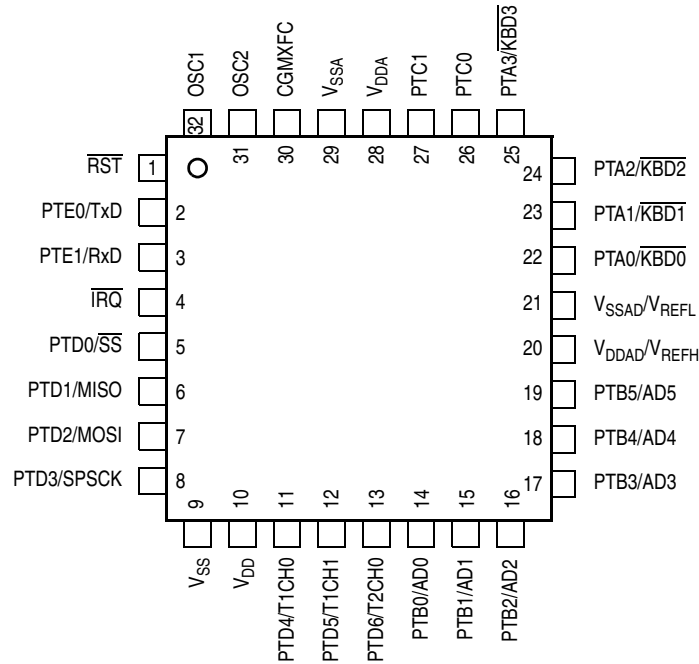 OSC1
OSC2
CGMXFC
VSSA
VDDA
PTC1
PTC0
PTA3/KBD3
32
31
30
29
28
27
26
25
RST
1
PTE0/TxD
2
PTE1/RxD
3
IRQ
4
PTD0/SS
5
PTD1/MISO
6
PTD2/MOSI
7
PTD3/SPSCK
8
24
PTA2/KBD2
23
PTA1/KBD1
22
PTA0/KBD0
21
VSSAD/VREFL
20
VDDAD/VREFH
19
PTB5/AD5
18
PTB4/AD4
17
PTB3/AD3
9
10
11
12
13
14
15
16
VSS
VDD
PTD4/T1CH0
PTD5/T1CH1
PTD6/T2CH0
PTB0/AD0
PTB1/AD1
PTB2/AD2